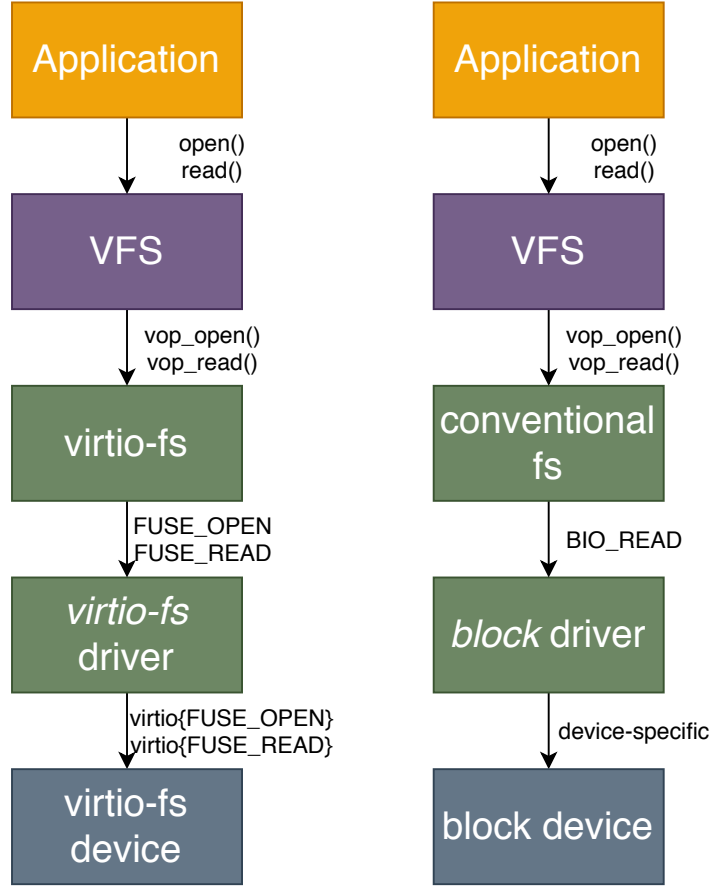 Application
open()
read()
VFS
vop_open()
vop_read()
virtio-fs
FUSE_OPEN
FUSE_READ
virtio-fs
driver
virtio{FUSE_OPEN}
virtio{FUSE_READ}
virtio-fs
device
Application
open()
read()
VFS
vop_open()
vop_read()
conventional
fs
BIO_READ
block driver
device-specific
block device